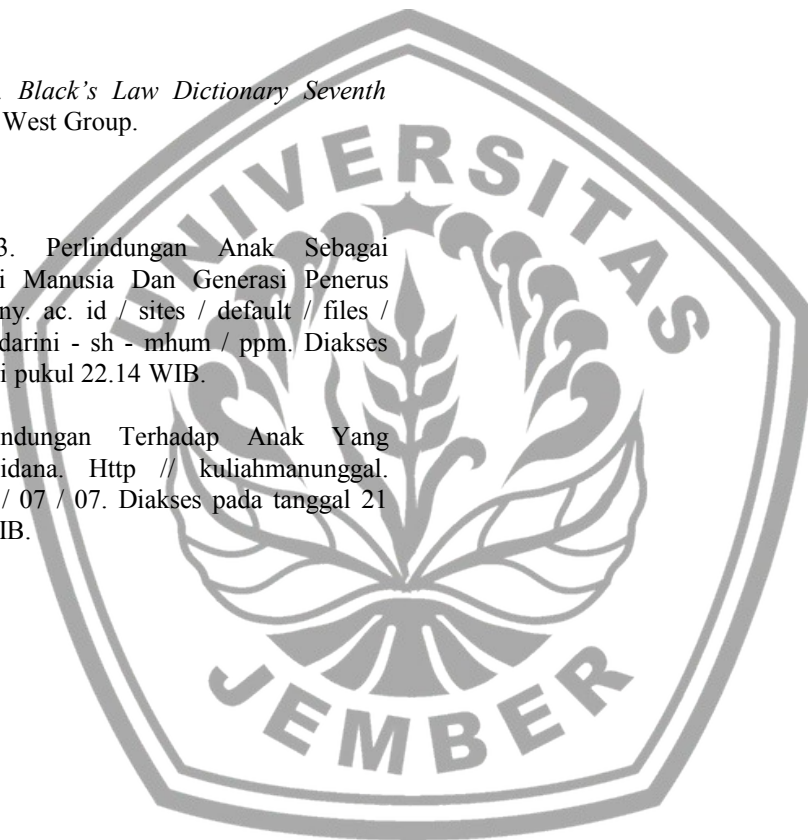 Black's Law Dictionary Seventh
West Group.
3. Perlindungan Anak Sebagai
i Manusia Dan Generasi Penerus
ny. ac. id / sites / default / files /
darini - sh - mhum / ppm. Diakses
i pukul 22.14 WIB.
ndungan Terhadap Anak Yang
idana. Http // kuliahmanunggal.
/ 07 / 07. Diakses pada tanggal 21
IB.
UNIVERSITAS
JEMBER